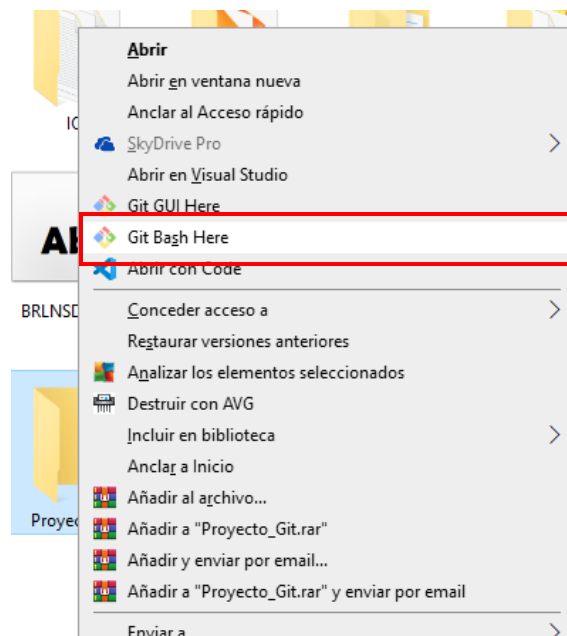 Abrir
Abrir en ventana nueva
Anclar al Acceso rápido
SkyDrive Pro
Abrir en Visual Studio
Git GUI Here
Git Bash Here
Abrir con Code
BRLNSD
Conceder acceso a
Restaurar versiones anteriores
Analizar los elementos seleccionados
Destruir con AVG
Incluir en biblioteca
Anclar a Inicio
Añadir al archivo...
Añadir a "Proyecto_Git.rar"
Añadir y enviar por email...
Añadir a "Proyecto_Git.rar" y enviar por email
Enviar a